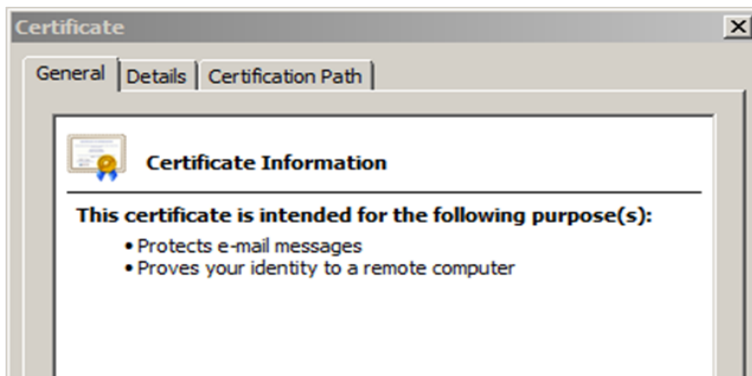 Certificate
General Details Certification Path
Certificate Information
This certificate is intended for the following purpose(s):
• Protects e-mail messages
• Proves your identity to a remote computer